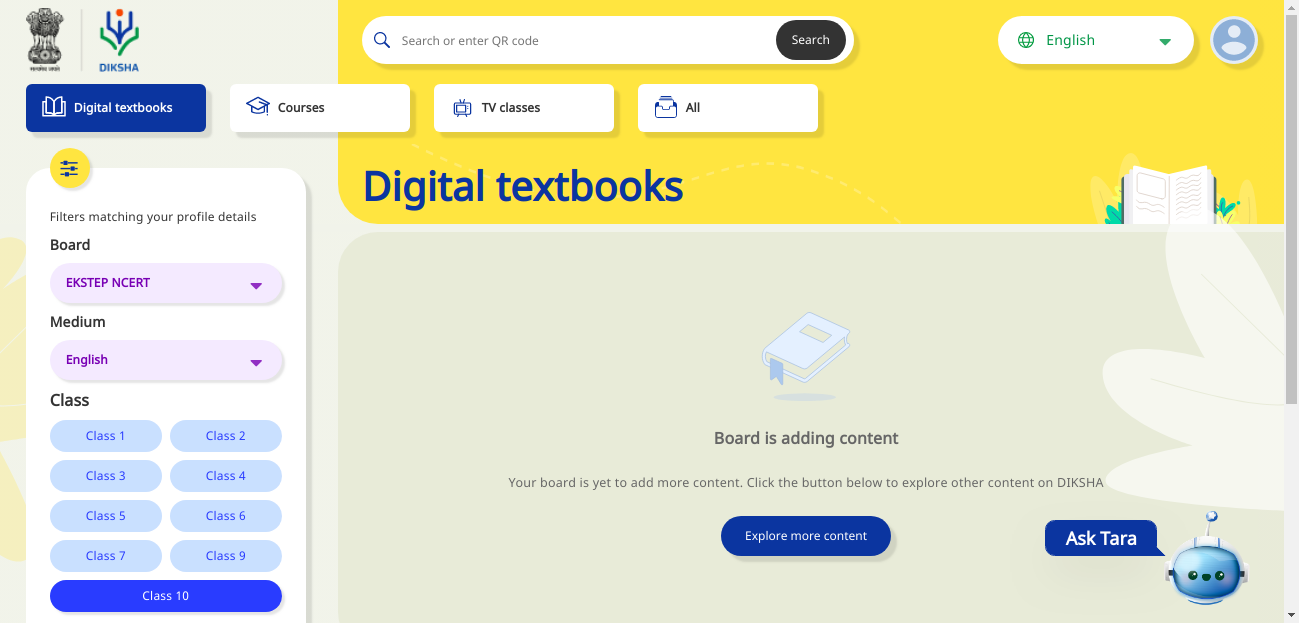 DIKSHA
Search or enter QR code
Search
English
Digital textbooks
Courses
TV classes
All
Digital textbooks
Filters matching your profile details
Board
EKSTEP NCERT
Medium
English
Class
Class 1
Class 2
Class 3
Class 4
Class 5
Class 6
Class 7
Class 9
Class 10
Board is adding content
Your board is yet to add more content. Click the button below to explore other content on DIKSHA
Explore more content
Ask Tara